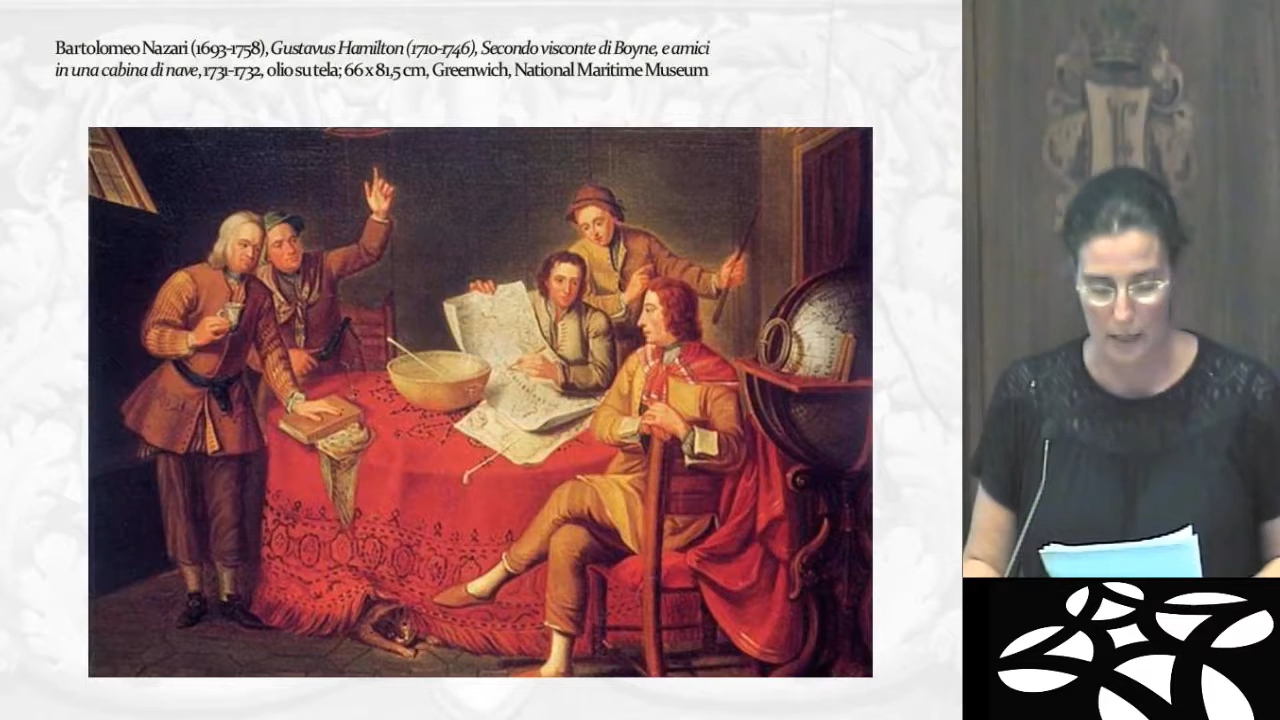 Bartolomeo Nazari (1693-1758), Gustavus Hamilton (1710-1746), Secondo visconte di Boyne, e amici
in una cabina di nave, 1731-1732, olio su tela; 66 x 81,5 cm, Greenwich, National Maritime Museum